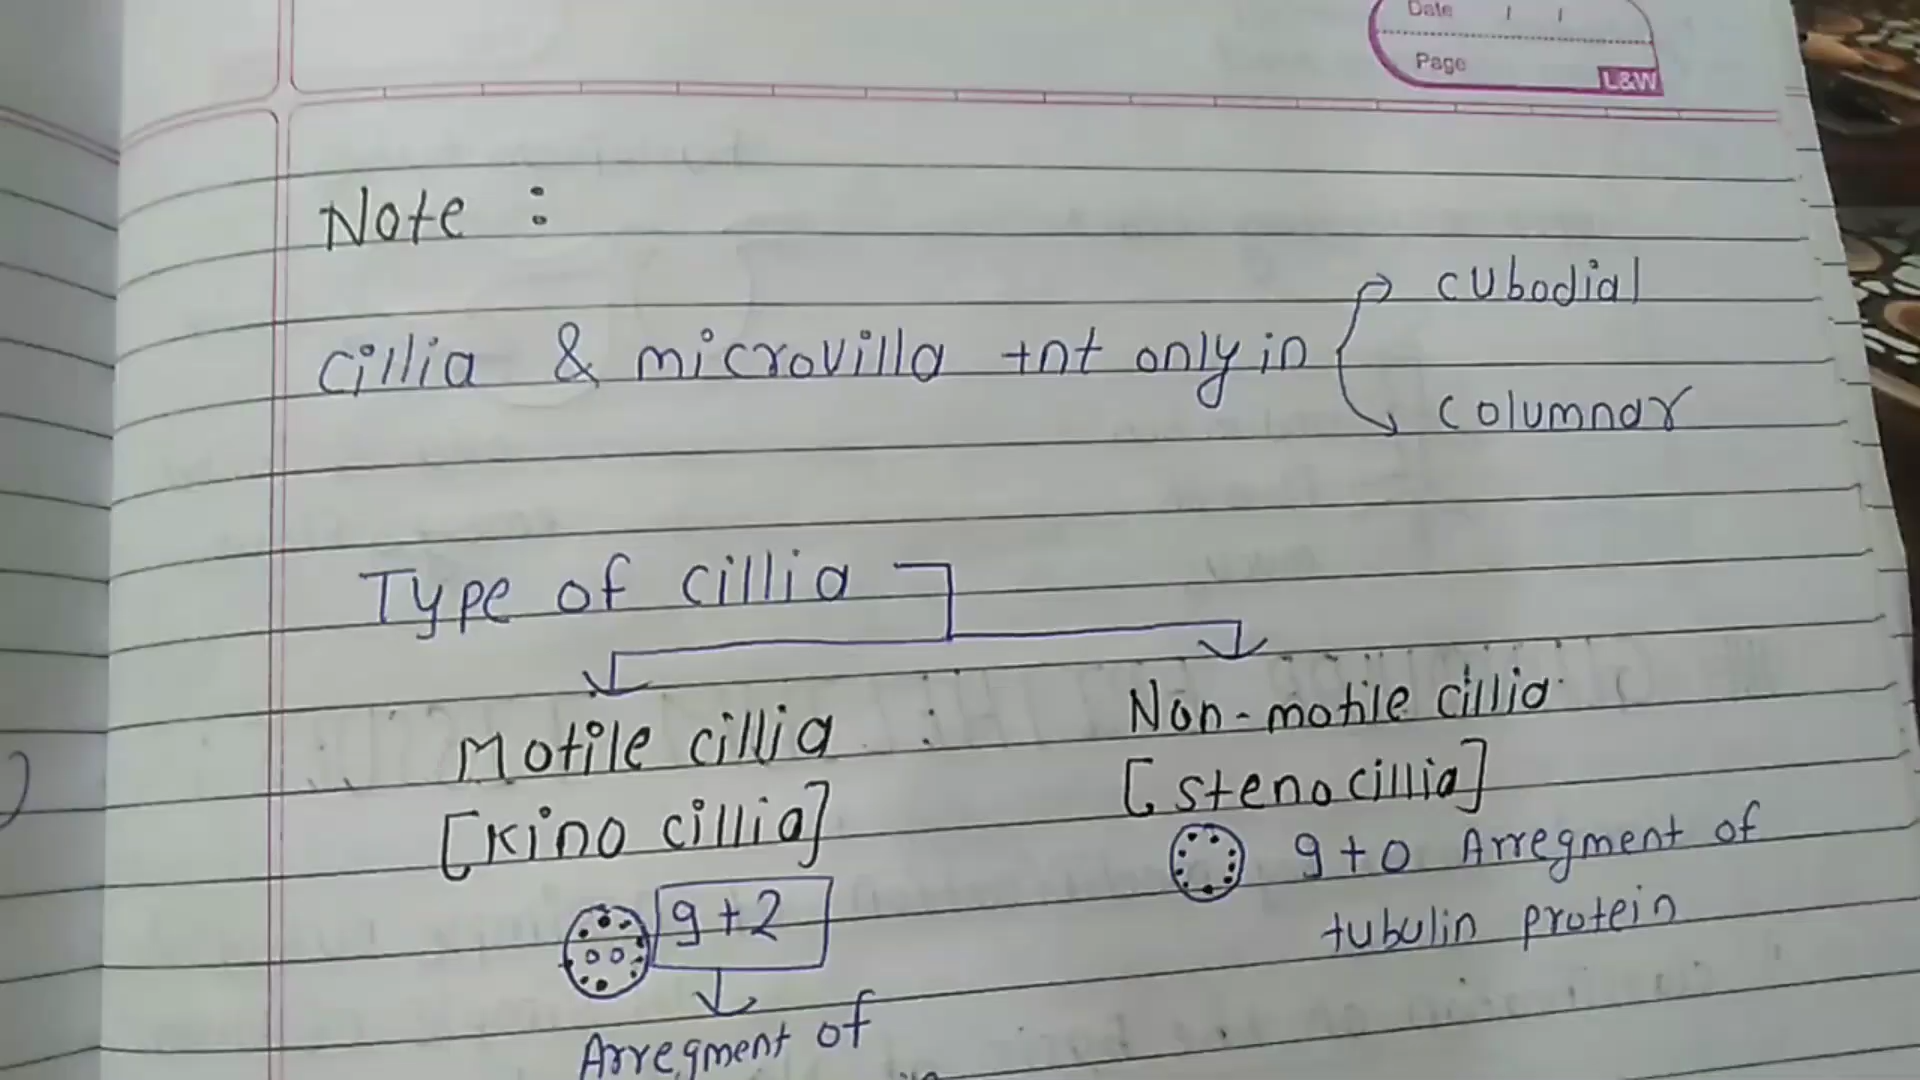 Date / /
Page
L&W
Note :
cillia & microvilla +nt only in
cubodial
columnar
Type of cillia
Motile cillia :
[Kino cillia]
9+2
Arregment of
Non-motile cillia
[steno cillia]
9+0 Arregment of
tubulin protein